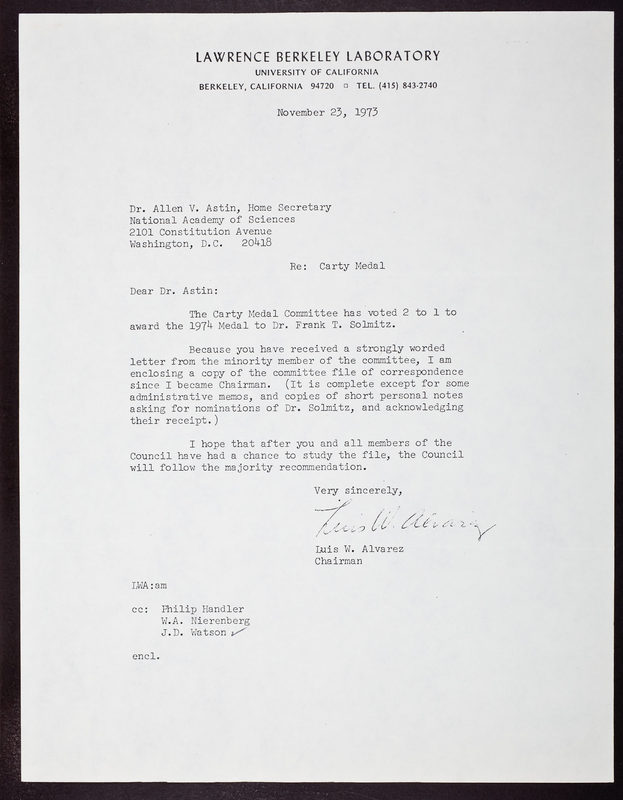 LAWRENCE BERKELEY LABORATORY
UNIVERSITY OF CALIFORNIA
BERKELEY, CALIFORNIA 94720 □ TEL. (415) 843-2740
November 23, 1973
Dr. Allen V. Astin, Home Secretary
National Academy of Sciences
2101 Constitution Avenue
Washington, D.C. 20418
Re: Carty Medal
Dear Dr. Astin:
The Carty Medal Committee has voted 2 to 1 to
award the 1974 Medal to Dr. Frank T. Solmitz.
Because you have received a strongly worded
letter from the minority member of the committee, I am
enclosing a copy of the committee file of correspondence
since I became Chairman. (It is complete except for some
administrative memos, and copies of short personal notes
asking for nominations of Dr. Solmitz, and acknowledging
their receipt.)
I hope that after you and all members of the
Council have had a chance to study the file, the Council
will follow the majority recommendation.
Very sincerely,
Luis W. Alvarez
Luis W. Alvarez
Chairman
LWA:am
cc: Philip Handler
W.A. Nierenberg
J.D. Watson ✓
encl.